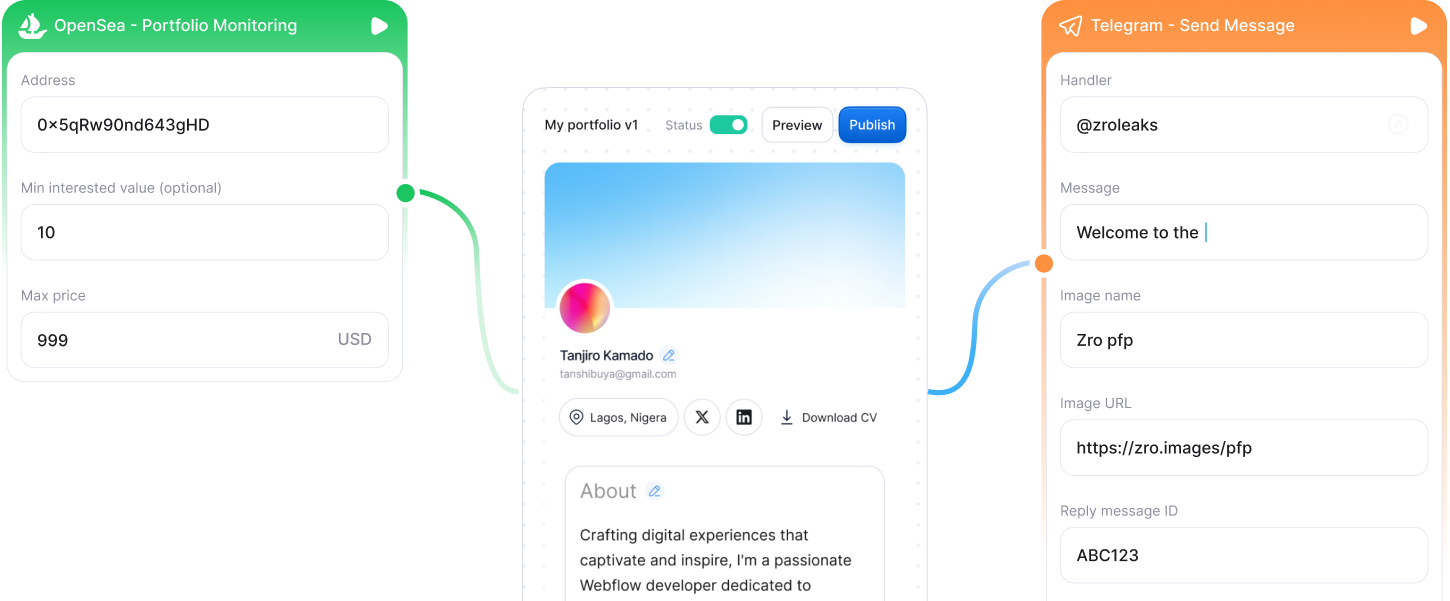 OpenSea - Portfolio Monitoring
Address
0×5qRw90nd643gHD
Min interested value (optional)
10
Max price
999 USD
My portfolio v1 Status Preview Publish
Tanjiro Kamado
tanshibuya@gmail.com
Lagos, Nigera X in Download CV
About
Crafting digital experiences that
captivate and inspire, I'm a passionate
Webflow developer dedicated to
Telegram - Send Message
Handler
@zroleaks
Message
Welcome to the
Image name
Zro pfp
Image URL
https://zro.images/pfp
Reply message ID
ABC123